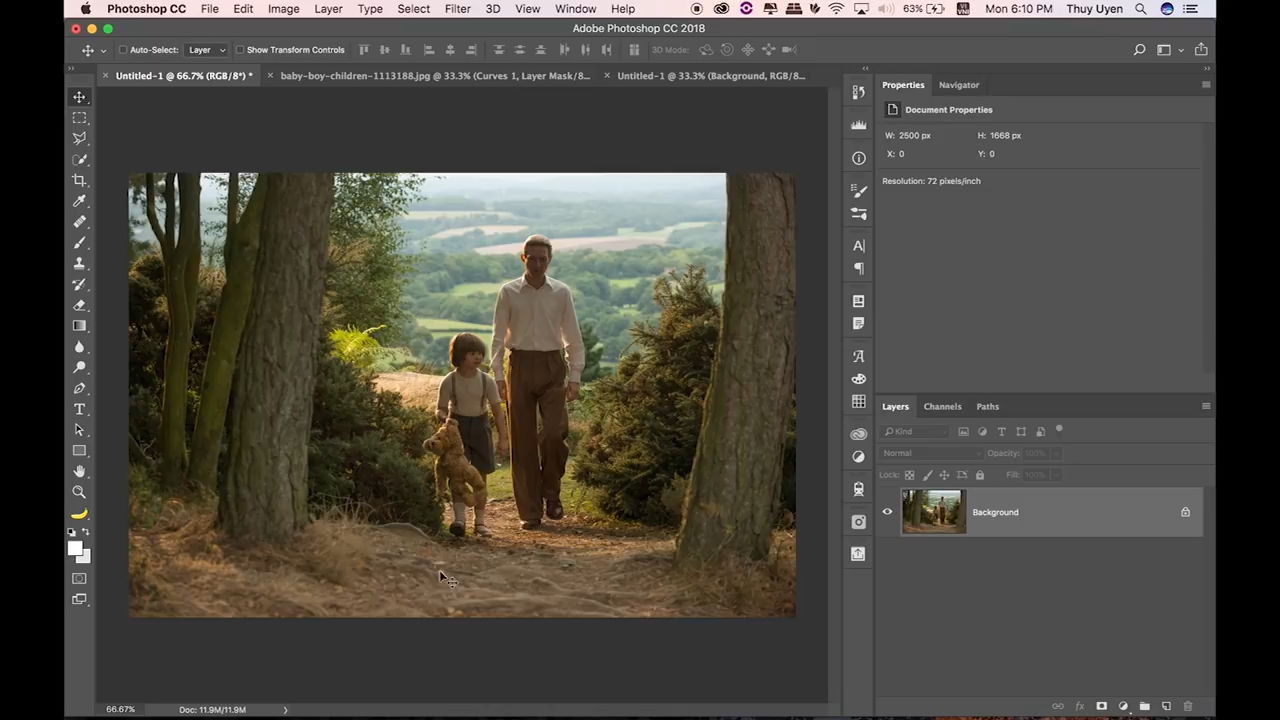 Photoshop CC File Edit Image Layer Type Select Filter 3D View Window Help 63% Mon 6:10 PM Thuy Uyen
Adobe Photoshop CC 2018
Auto-Select: Layer Show Transform Controls 3D Mode:
Untitled-1 @ 66.7% (RGB/8*) * baby-boy-children-1113188.jpg @ 33.3% (Curves 1, Layer Mask/8... Untitled-1 @ 33.3% (Background, RGB/8...
Properties Navigator
Document Properties
W: 2500 px H: 1668 px
X: 0 Y: 0
Resolution: 72 pixels/inch
Layers Channels Paths
Kind
Normal Opacity: 100%
Lock: Fill: 100%
Background
66.67% Doc: 11.9M/11.9M